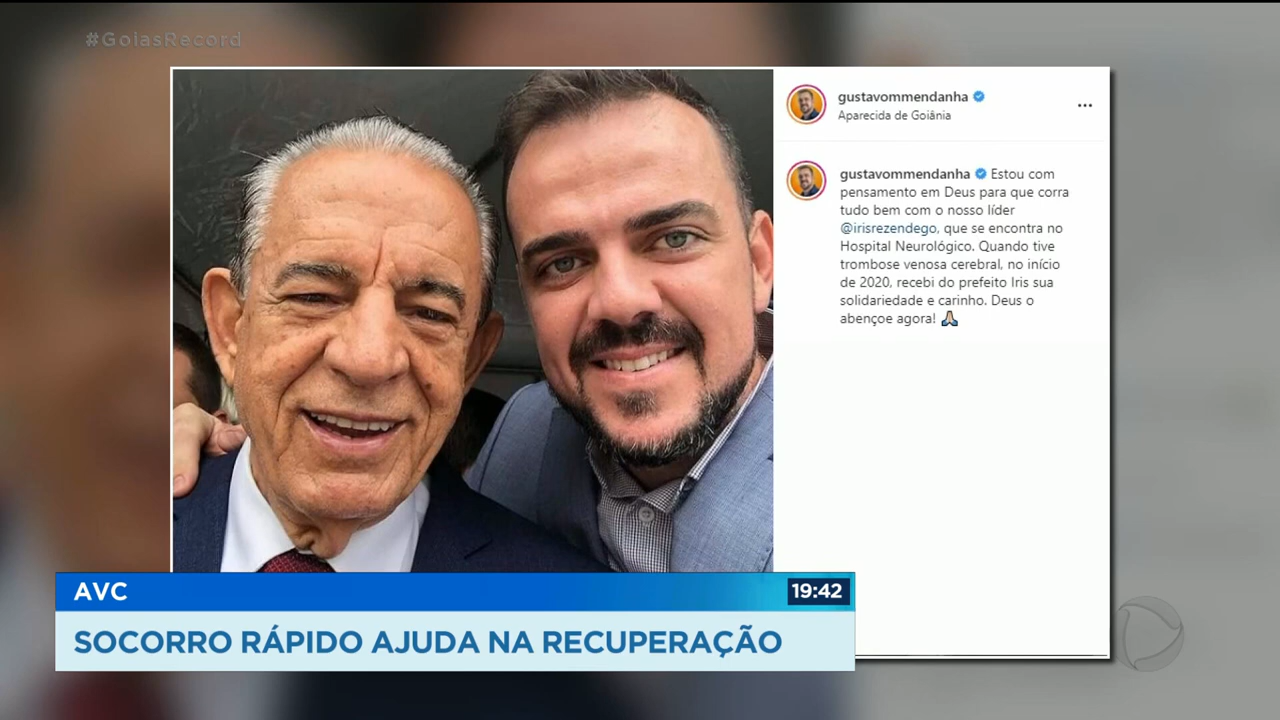 #GoiasRecord
gustavommendanha
Aparecida de Goiânia
gustavommendanha Estou com
pensamento em Deus para que corra
tudo bem com o nosso líder
@irisrezendego, que se encontra no
Hospital Neurológico. Quando tive
trombose venosa cerebral, no início
de 2020, recebi do prefeito Iris sua
solidariedade e carinho. Deus o
abençoe agora! 🙏🏼
AVC
19:42
SOCORRO RÁPIDO AJUDA NA RECUPERAÇÃO